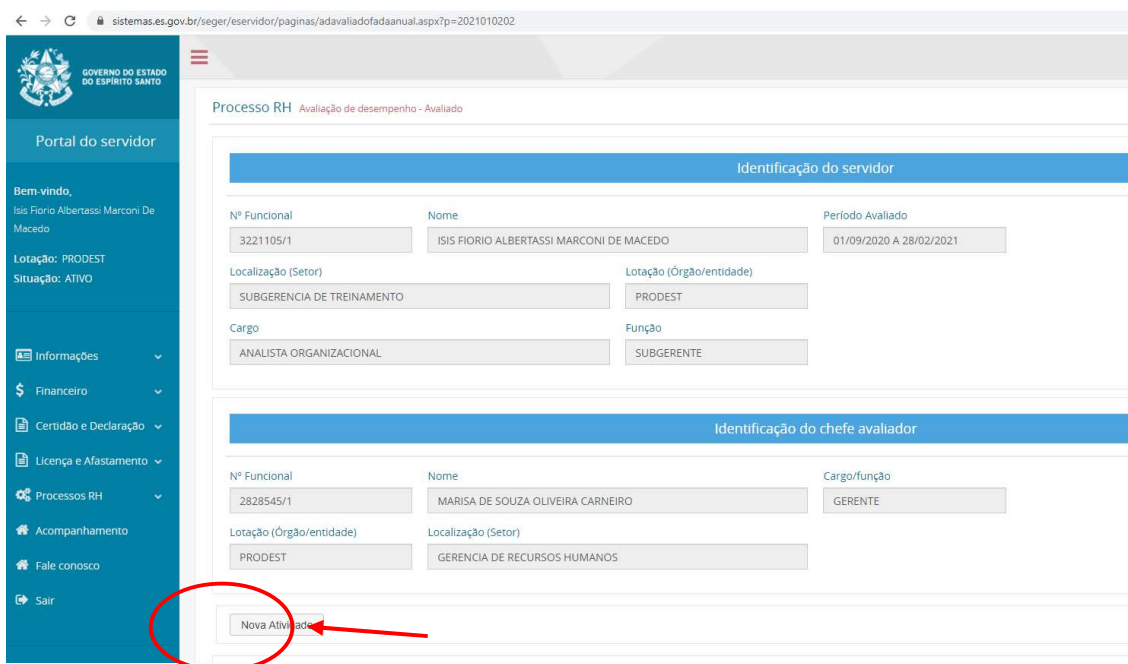 sistemas.es.gov.br/seger/eservidor/paginas/adavaliadofadaanual.aspx?p=2021010202
GOVERNO DO ESTADO
DO ESPÍRITO SANTO
Portal do servidor
Bem-vindo,
Isis Fiorio Albertassi Marconi De
Macedo
Lotação: PRODEST
Situação: ATIVO
Informações
Financeiro
Certidão e Declaração
Licença e Afastamento
Processos RH
Acompanhamento
Fale conosco
Sair
Processo RH Avaliação de desempenho - Avaliado
Identificação do servidor
Nº Funcional Nome Período Avaliado
3221105/1 ISIS FIORIO ALBERTASSI MARCONI DE MACEDO 01/09/2020 A 28/02/2021
Localização (Setor) Lotação (Órgão/entidade)
SUBGERENCIA DE TREINAMENTO PRODEST
Cargo Função
ANALISTA ORGANIZACIONAL SUBGERENTE
Identificação do chefe avaliador
Nº Funcional Nome Cargo/função
2828545/1 MARISA DE SOUZA OLIVEIRA CARNEIRO GERENTE
Lotação (Órgão/entidade) Localização (Setor)
PRODEST GERENCIA DE RECURSOS HUMANOS
Nova Atividade